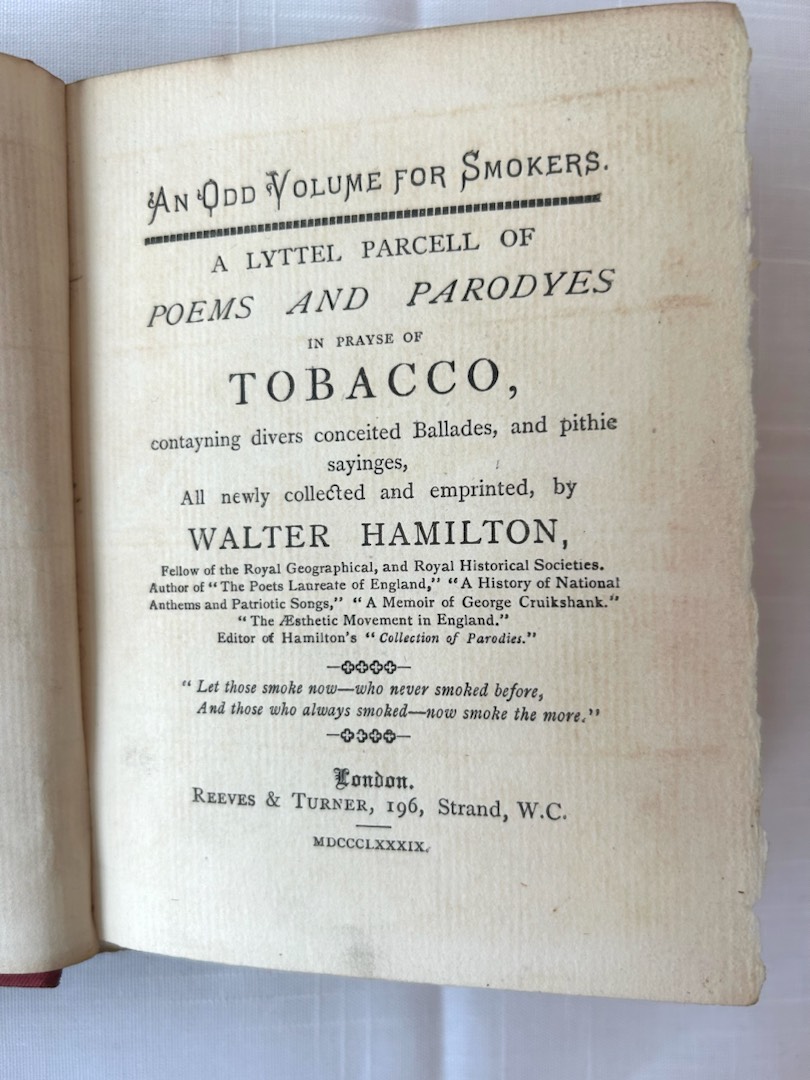 An Odd Volume for Smokers.
A LYTTEL PARCELL OF
POEMS AND PARODYES
IN PRAYSE OF
TOBACCO,
contayning divers conceited Ballades, and pithie
sayinges,
All newly collected and emprinted, by
WALTER HAMILTON,
Fellow of the Royal Geographical, and Royal Historical Societies.
Author of "The Poets Laureate of England," "A History of National
Anthems and Patriotic Songs," "A Memoir of George Cruikshank."
"The Æsthetic Movement in England."
Editor of Hamilton's "Collection of Parodies."
"Let those smoke now—who never smoked before,
And those who always smoked—now smoke the more."
London.
REEVES & TURNER, 196, Strand, W.C.
MDCCCLXXXIX.